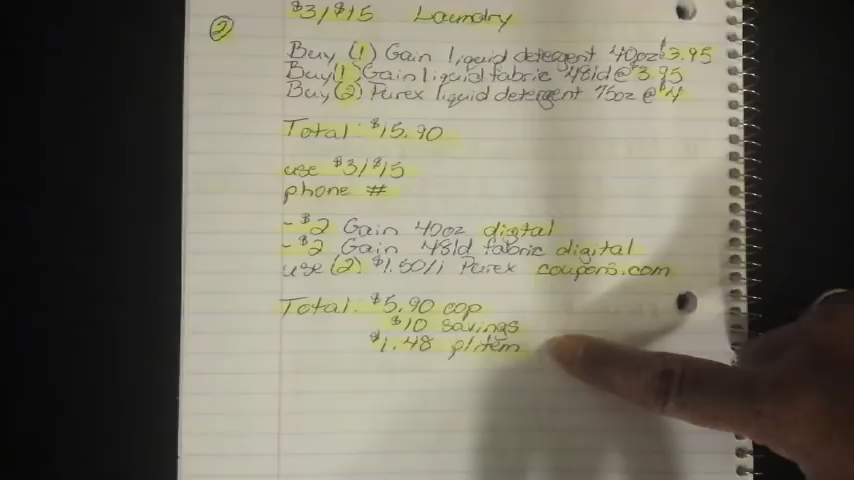 ② $3/$15 Laundry
Buy (1) Gain liquid detergent 40oz $3.95
Buy (1) Gain liquid fabric 48ld @ $3.95
Buy (2) Purex liquid detergent 75oz @ $4
Total: $15.90
use $3/$15
phone #
- $2 Gain 40oz digital
- $2 Gain 48ld fabric digital
use (2) $1.50/1 Purex coupons.com
Total: $5.90 oop
$10 savings
$1.48 p/item